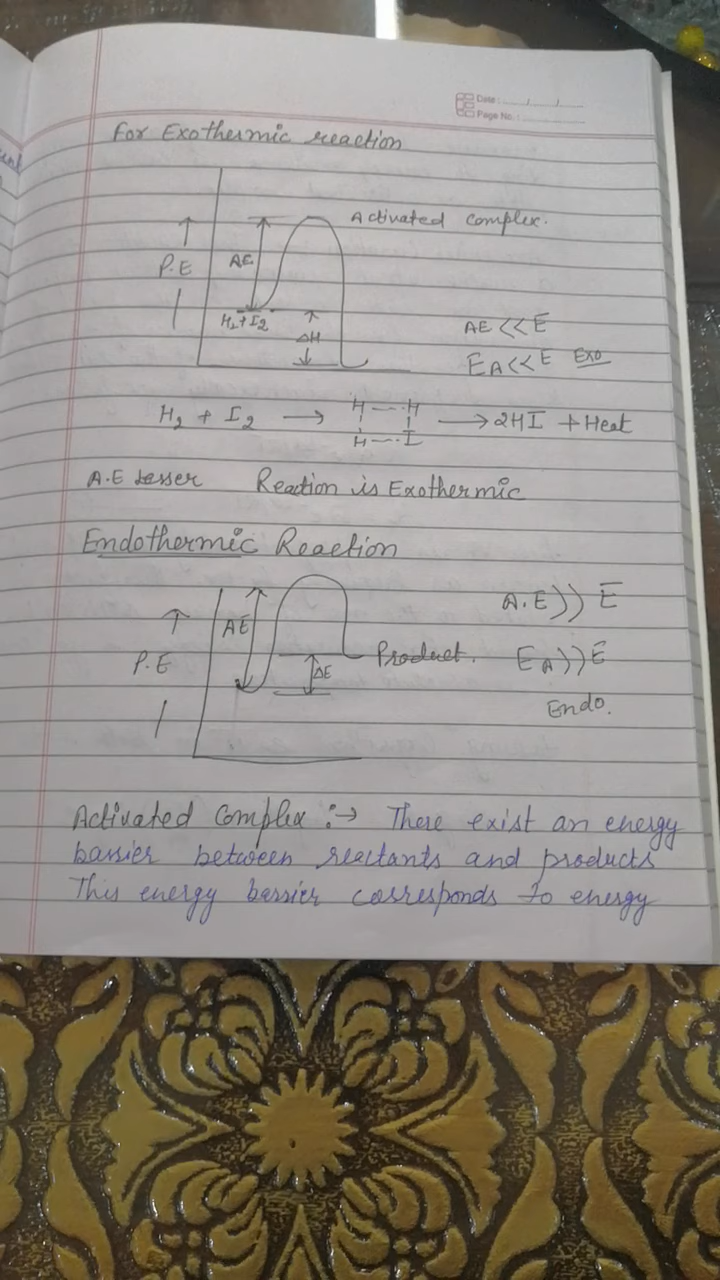 Date :
Page No. :
For Exothermic reaction
Activated complex.
P.E
AE
H₂+I₂
ΔH
AE << E
EA << E Exo
H₂ + I₂ → H---H H---I → 2HI + Heat
A.E Lesser Reaction is Exothermic
Endothermic Reaction
A.E >> E
AE
P.E
Product.
EA >> E
ΔE
Endo.
Activated Complex :→ There exist an energy
barrier between reactants and products
This energy barrier corresponds to energy